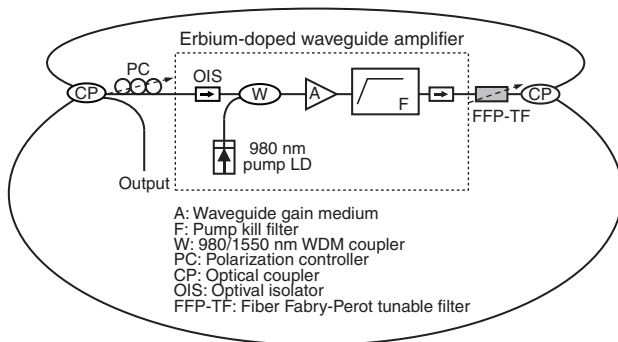 Erbium-doped waveguide amplifier
PC
OIS
CP
W
A
F
CP
FFP-TF
980 nm
pump LD
Output
A: Waveguide gain medium
F: Pump kill filter
W: 980/1550 nm WDM coupler
PC: Polarization controller
CP: Optical coupler
OIS: Optival isolator
FFP-TF: Fiber Fabry-Perot tunable filter